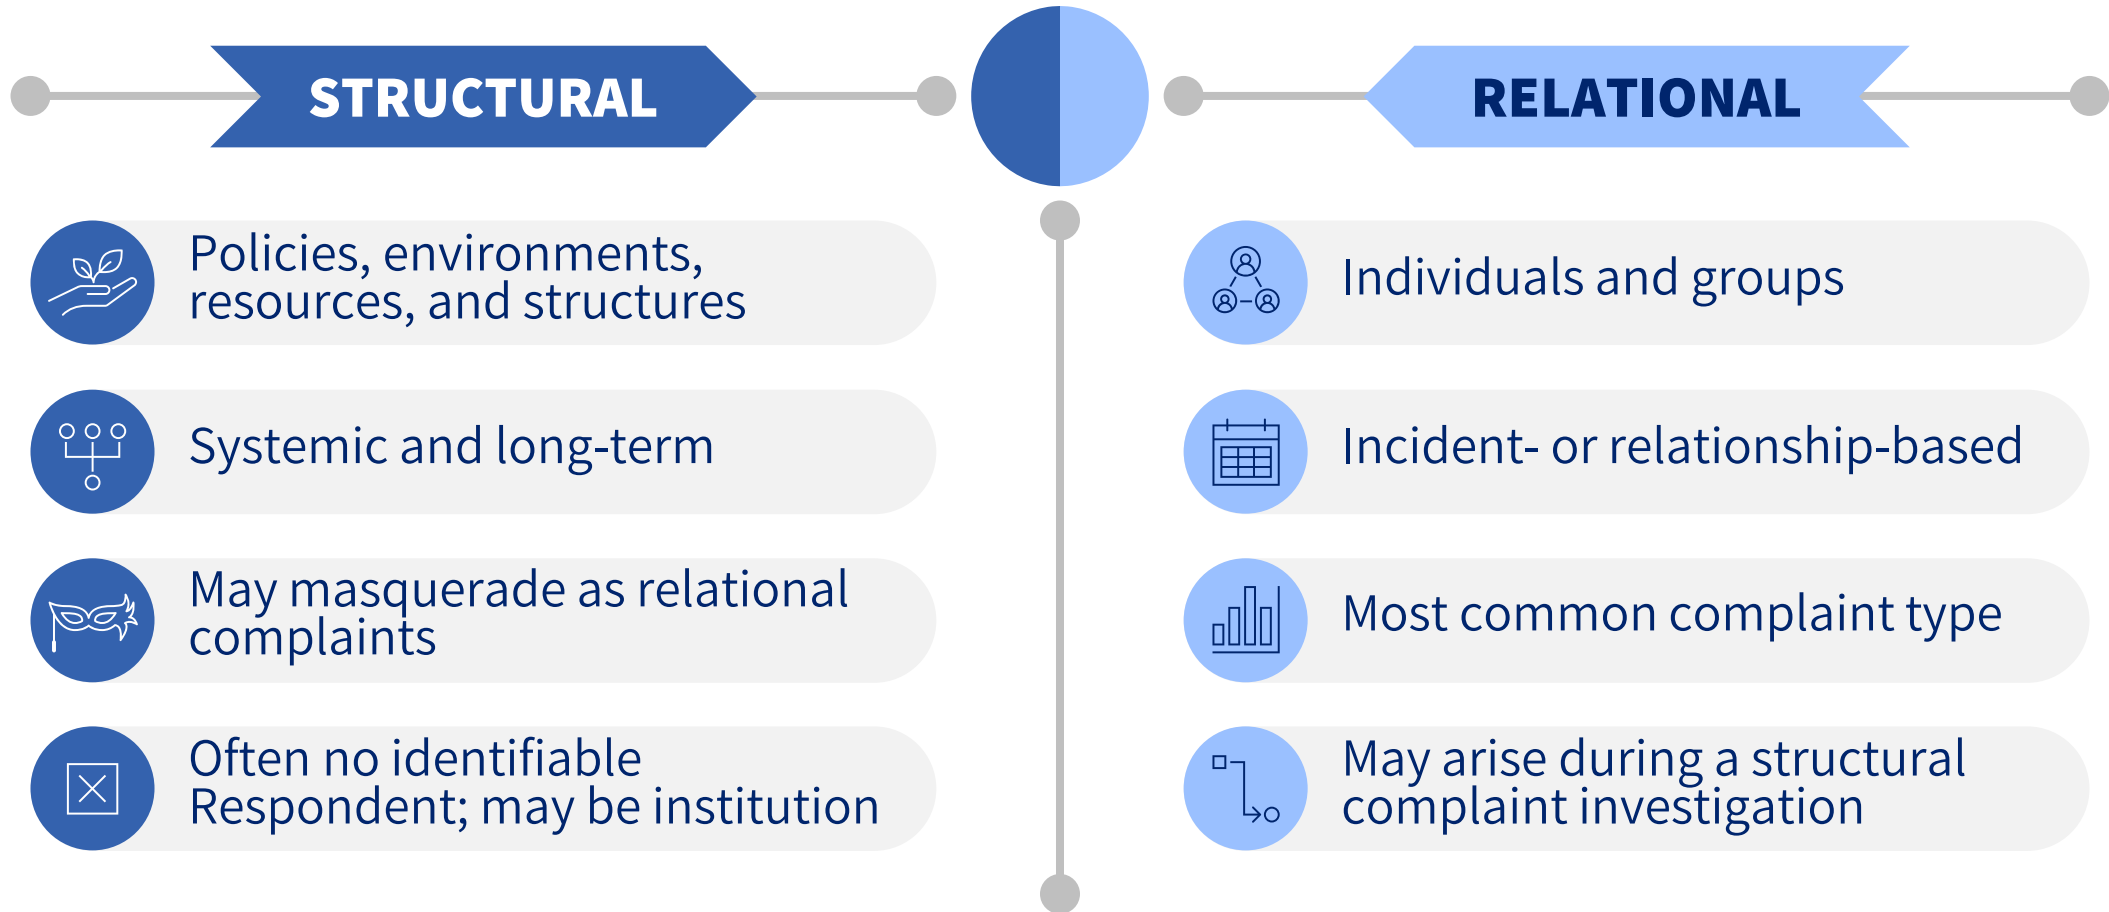 STRUCTURAL
Policies, environments,
resources, and structures
Systemic and long-term
May masquerade as relational
complaints
Often no identifiable
Respondent; may be institution
RELATIONAL
Individuals and groups
Incident- or relationship-based
Most common complaint type
May arise during a structural
complaint investigation